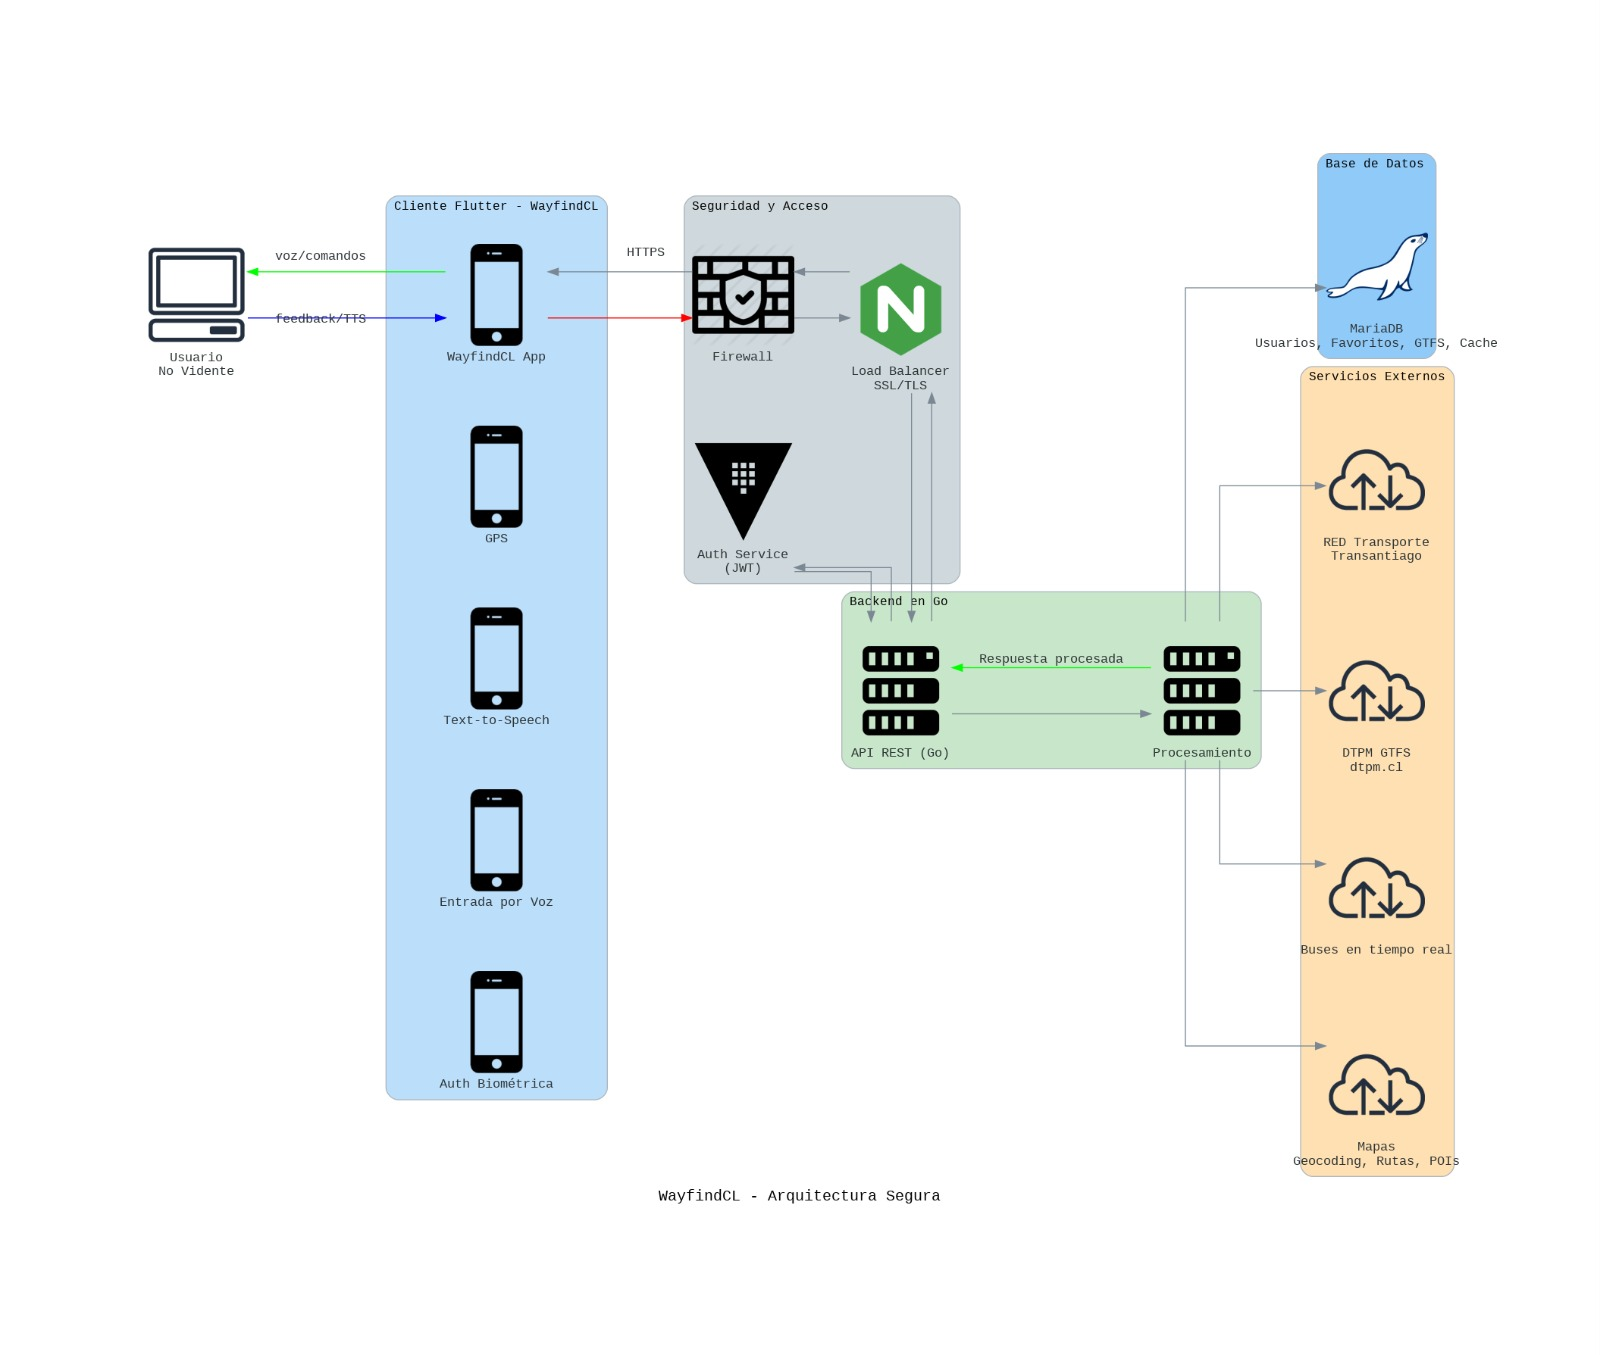 Base de Datos
MariaDB
Usuarios, Favoritos, GTFS, Cache
Cliente Flutter - WayfindCL
Seguridad y Acceso
voz/comandos
HTTPS
feedback/TTS
Usuario
No Vidente
WayfindCL App
Firewall
Load Balancer
SSL/TLS
Servicios Externos
GPS
Auth Service
(JWT)
RED Transporte
Transantiago
Backend en Go
Respuesta procesada
Text-to-Speech
API REST (Go)
Procesamiento
DTPM GTFS
dtpm.cl
Entrada por Voz
Buses en tiempo real
Auth Biométrica
Mapas
Geocoding, Rutas, POIs
WayfindCL - Arquitectura Segura